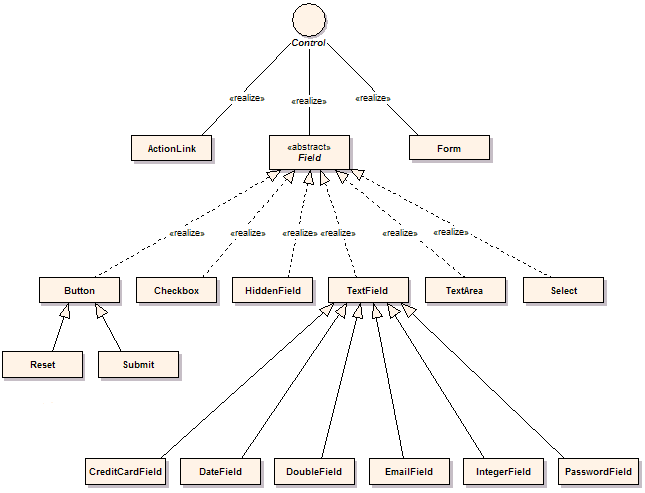 Control
«realize»
«realize»
«realize»
ActionLink
«abstract»
Field
Form
«realize»
«realize»
«realize»
«realize»
«realize»
«realize»
Button
Checkbox
HiddenField
TextField
TextArea
Select
Reset
Submit
CreditCardField
DateField
DoubleField
EmailField
IntegerField
PasswordField